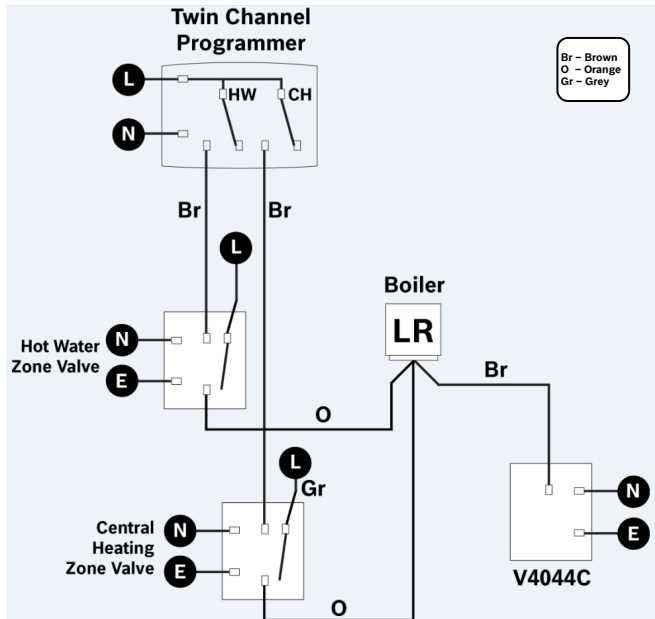 Twin Channel
Programmer
Br – Brown
O – Orange
Gr – Grey
L
HW
CH
N
Br
Br
L
Boiler
LR
Hot Water
Zone Valve
N
E
Br
O
L
Gr
Central
Heating
Zone Valve
N
E
N
E
V4044C
O